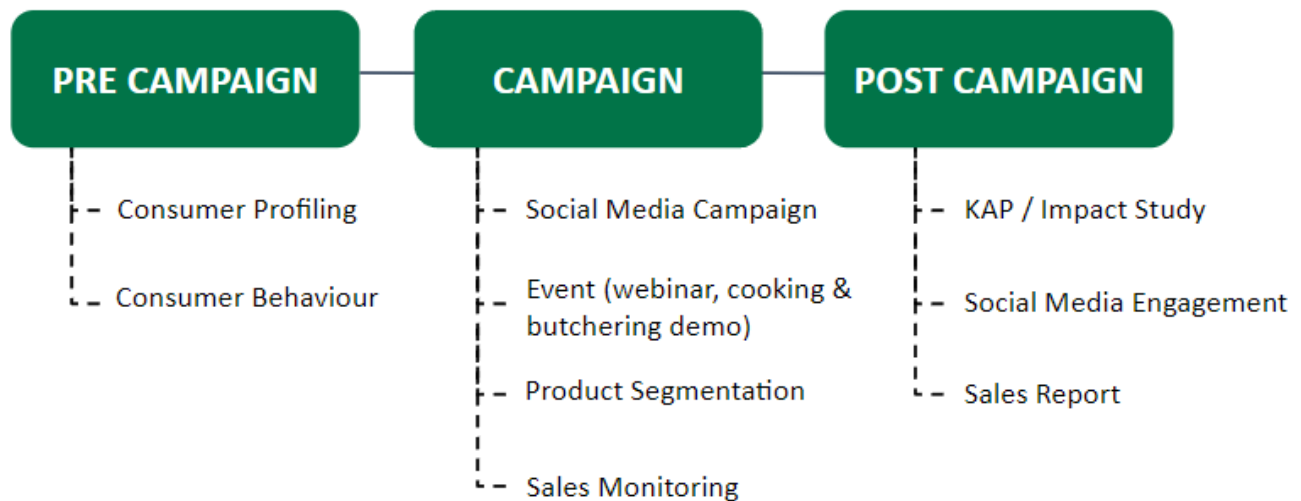 PRE CAMPAIGN
Consumer Profiling
Consumer Behaviour
CAMPAIGN
Social Media Campaign
Event (webinar, cooking &
butchering demo)
Product Segmentation
Sales Monitoring
POST CAMPAIGN
KAP / Impact Study
Social Media Engagement
Sales Report